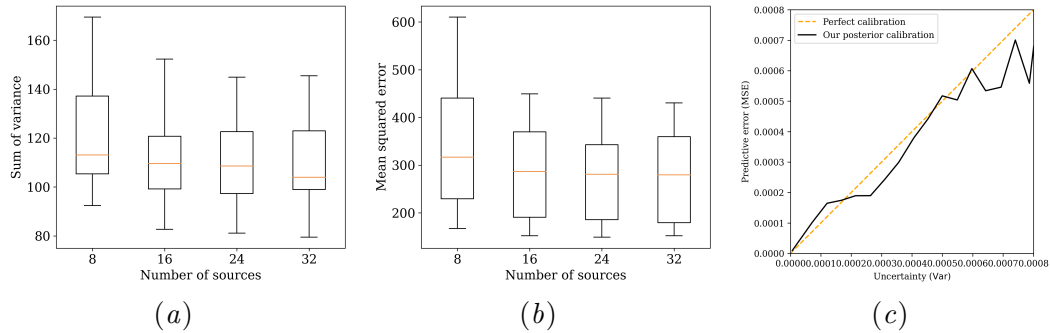 Sum of variance
160
140
120
100
80
8
16
24
32
Number of sources
(a)
Mean squared error
600
500
400
300
200
8
16
24
32
Number of sources
(b)
Predictive error (MSE)
0.0008
0.0007
0.0006
0.0005
0.0004
0.0003
0.0002
0.0001
0.0000
Perfect calibration
Our posterior calibration
0.00000.00010.00020.00030.00040.00050.00060.00070.0008
Uncertainty (Var)
(c)